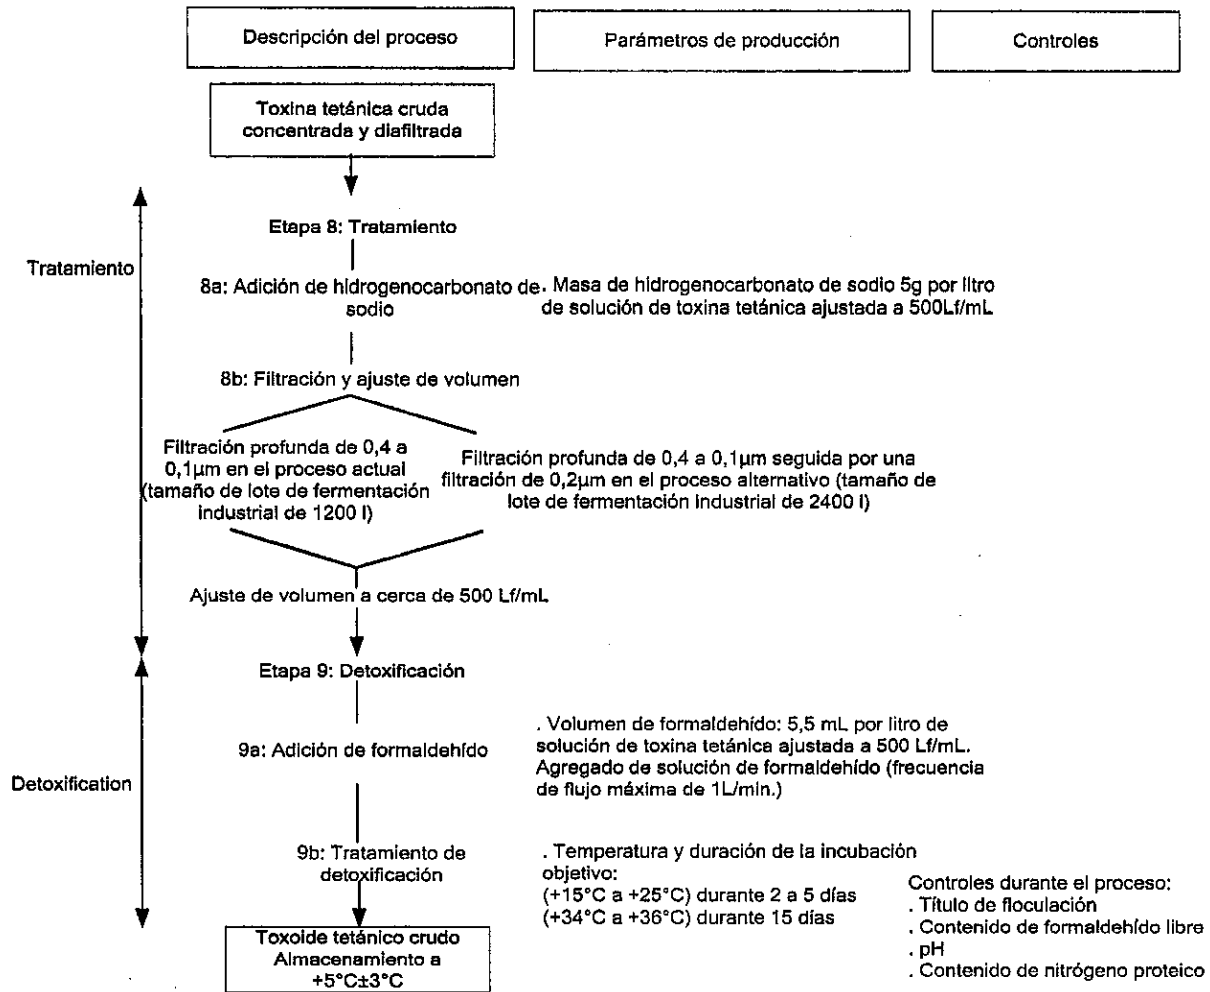 Descripción del proceso
Parámetros de producción
Controles
Toxina tetánica cruda
concentrada y diafiltrada
Etapa 8: Tratamiento
Tratamiento
8a: Adición de hidrogenocarbonato de
sodio
. Masa de hidrogenocarbonato de sodio 5g por litro
de solución de toxina tetánica ajustada a 500Lf/mL
8b: Filtración y ajuste de volumen
Filtración profunda de 0,4 a
0,1µm en el proceso actual
(tamaño de lote de fermentación
industrial de 1200 l)
Filtración profunda de 0,4 a 0,1µm seguida por una
filtración de 0,2µm en el proceso alternativo (tamaño de
lote de fermentación industrial de 2400 l)
Ajuste de volumen a cerca de 500 Lf/mL
Etapa 9: Detoxificación
Detoxification
9a: Adición de formaldehído
. Volumen de formaldehído: 5,5 mL por litro de
solución de toxina tetánica ajustada a 500 Lf/mL.
Agregado de solución de formaldehído (frecuencia
de flujo máxima de 1L/min.)
9b: Tratamiento de
detoxificación
. Temperatura y duración de la incubación
objetivo:
(+15°C a +25°C) durante 2 a 5 días
(+34°C a +36°C) durante 15 días
Controles durante el proceso:
. Título de floculación
. Contenido de formaldehído libre
. pH
. Contenido de nitrógeno proteico
Toxoide tetánico crudo
Almacenamiento a
+5°C±3°C